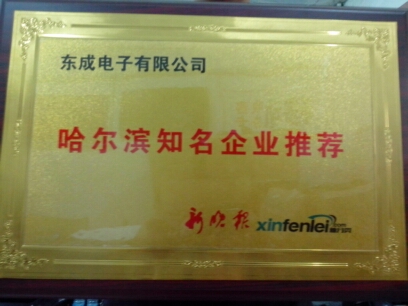 东成电子有限公司
哈尔滨知名企业推荐
新晚报 xinfenlei